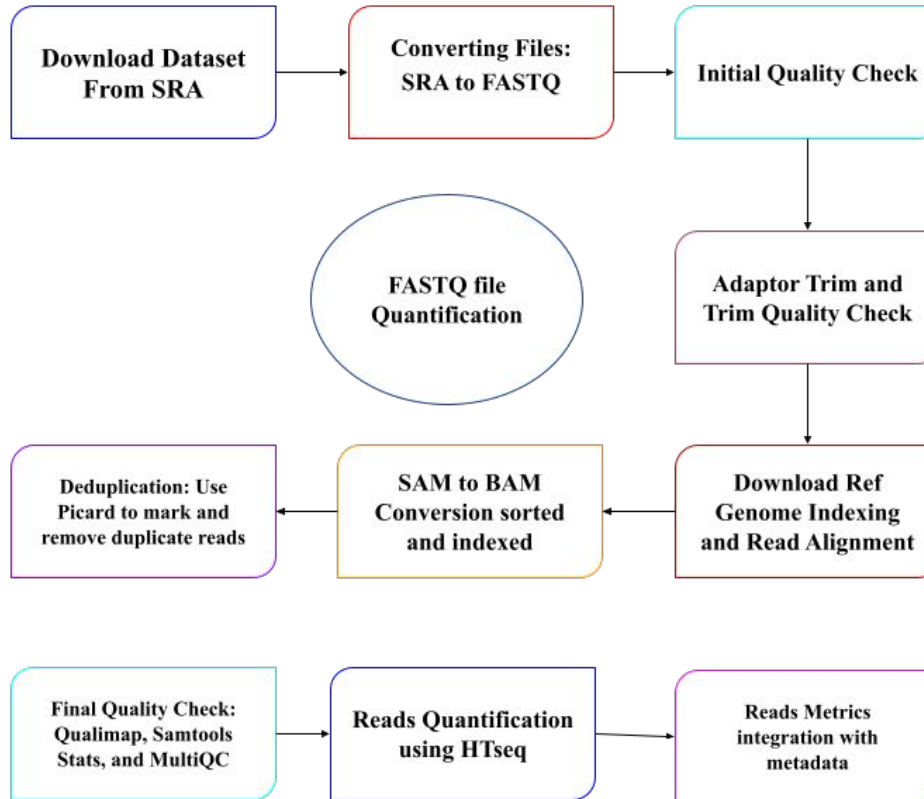 Download Dataset
From SRA
Converting Files:
SRA to FASTQ
Initial Quality Check
FASTQ file
Quantification
Adaptor Trim and
Trim Quality Check
Download Ref
Genome Indexing
and Read Alignment
SAM to BAM
Conversion sorted
and indexed
Deduplication: Use
Picard to mark and
remove duplicate reads
Final Quality Check:
Qualimap, Samtools
Stats, and MultiQC
Reads Quantification
using HTseq
Reads Metrics
integration with
metadata